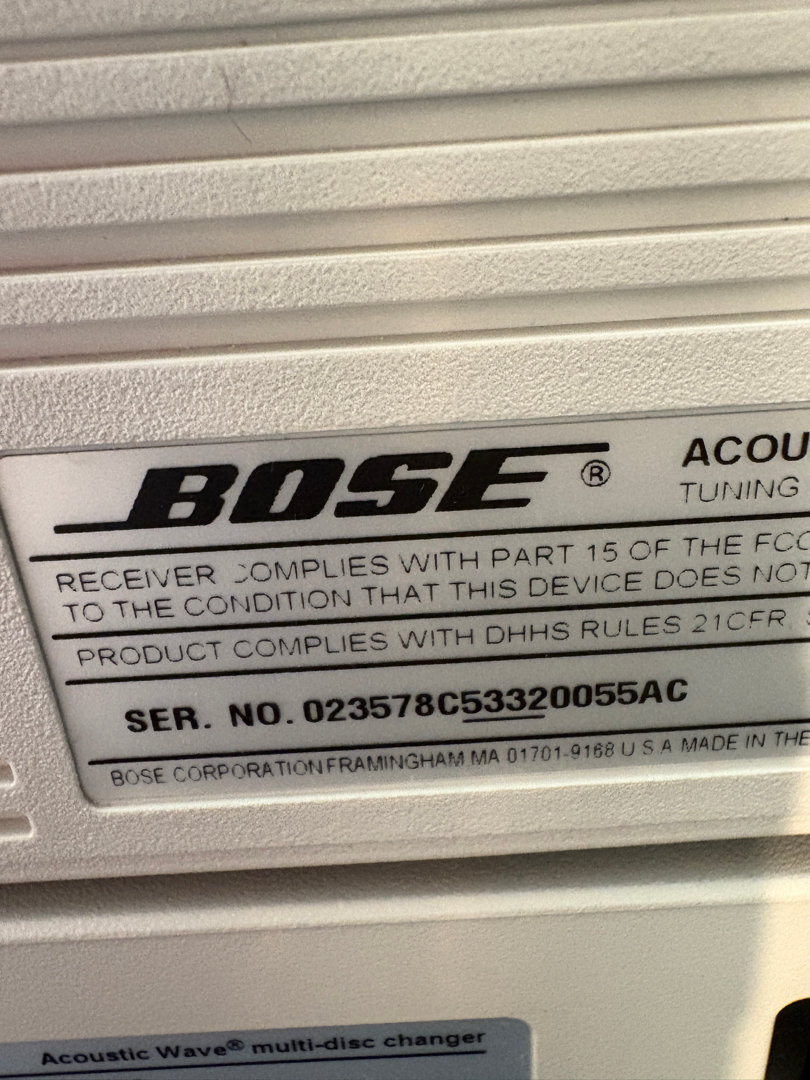 BOSE®
ACOU
TUNING
RECEIVER COMPLIES WITH PART 15 OF THE FCC
TO THE CONDITION THAT THIS DEVICE DOES NOT
PRODUCT COMPLIES WITH DHHS RULES 21CFR
SER. NO. 023578C53320055AC
BOSE CORPORATION FRAMINGHAM MA 01701-9168 U S A MADE IN THE
Acoustic Wave® multi-disc changer